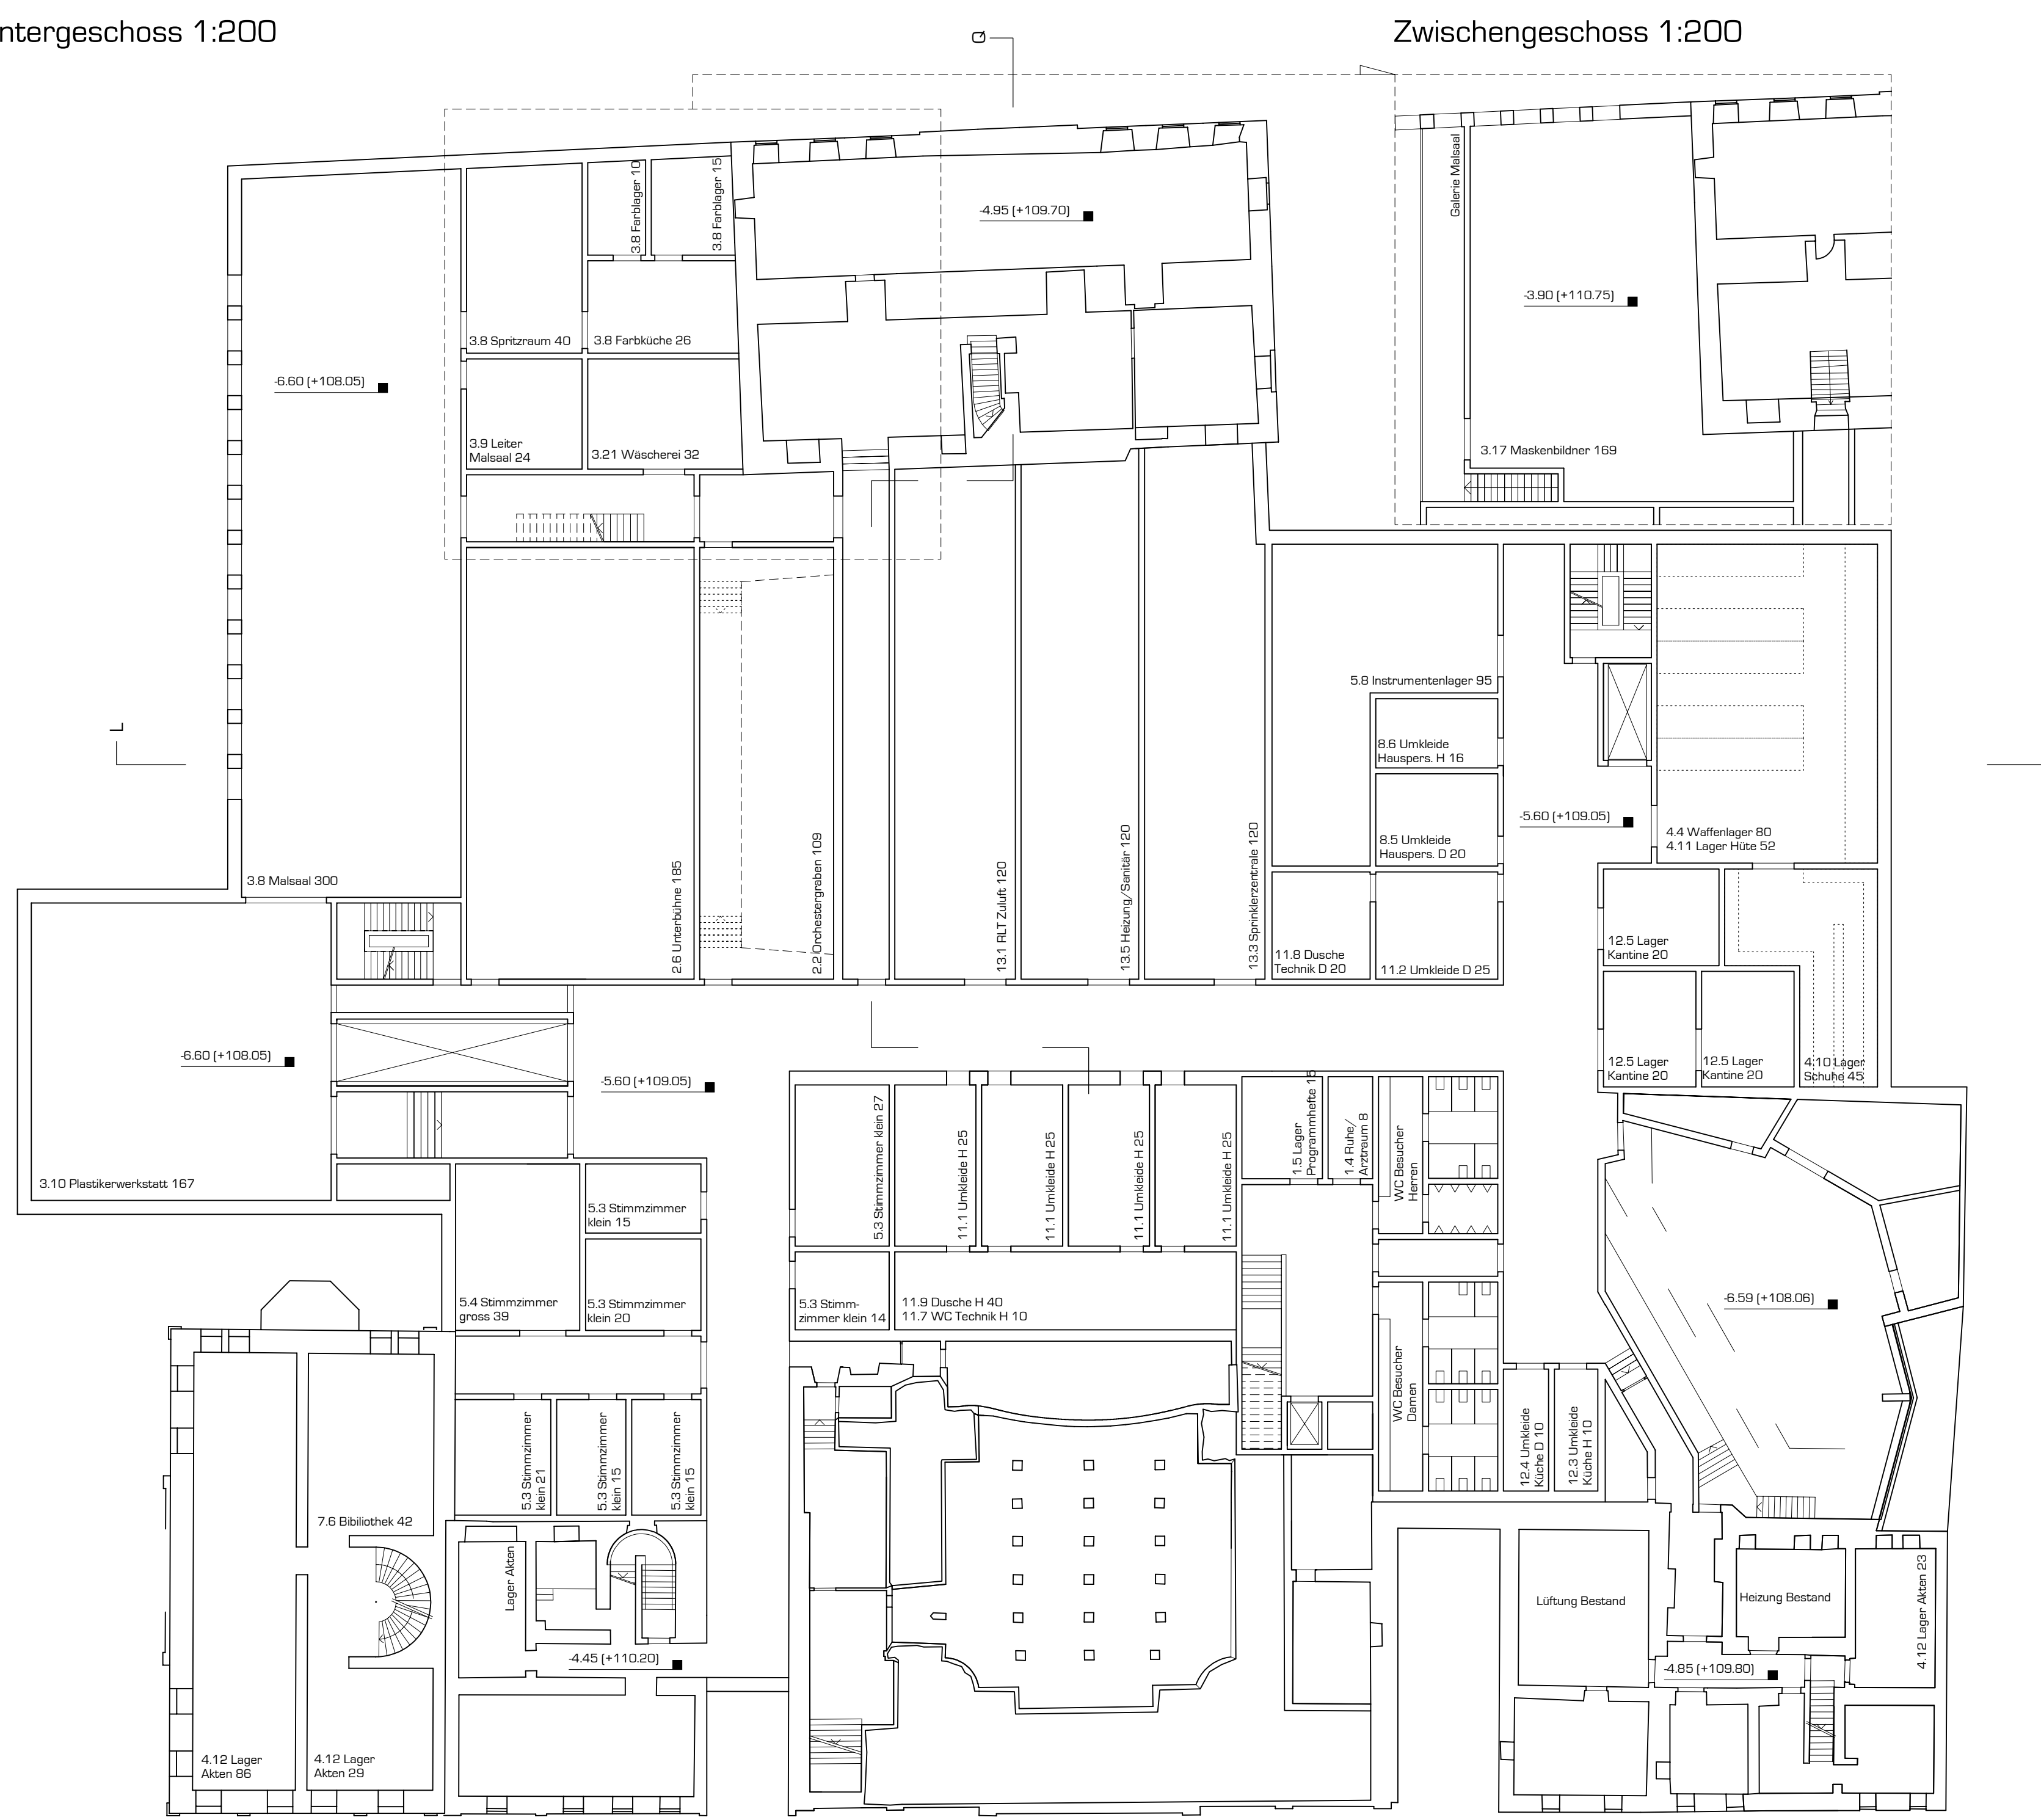 ntergeschoss 1:200
Zwischengeschoss 1:200
Q
3.8 Farblager 10
3.8 Farblager 15
-4.95 (+109.70)
Galerie Malsaal
-3.90 (+110.75)
3.8 Spritzraum 40
3.8 Farbküche 26
-6.60 (+108.05)
3.9 Leiter
Malsaal 24
3.21 Wäscherei 32
3.17 Maskenbildner 169
5.8 Instrumentenlager 95
L
8.6 Umkleide
Hauspers. H 16
-5.60 (+109.05)
8.5 Umkleide
Hauspers. D 20
4.4 Waffenlager 80
4.11 Lager Hüte 52
3.8 Malsaal 300
2.6 Unterbühne 185
2.2 Orchestergraben 109
13.1 RLT Zuluft 120
13.5 Heizung/Sanitär 120
13.3 Sprinklerzentrale 120
11.8 Dusche
Technik D 20
11.2 Umkleide D 25
12.5 Lager
Kantine 20
12.5 Lager
Kantine 20
12.5 Lager
Kantine 20
4.10 Lager
Schuhe 45
-6.60 (+108.05)
-5.60 (+109.05)
3.10 Plastikerwerkstatt 167
5.3 Stimmzimmer klein 27
11.1 Umkleide H 25
11.1 Umkleide H 25
11.1 Umkleide H 25
11.1 Umkleide H 25
1.5 Lager
Programmhefte 15
1.4 Ruhe/
Arztraum 8
WC Besucher
Herren
5.3 Stimmzimmer
klein 15
5.4 Stimmzimmer
gross 39
5.3 Stimmzimmer
klein 20
5.3 Stimm-
zimmer klein 14
11.9 Dusche H 40
11.7 WC Technik H 10
-6.59 (+108.06)
WC Besucher
Damen
12.4 Umkleide
Küche D 10
12.3 Umkleide
Küche H 10
5.3 Stimmzimmer
klein 21
5.3 Stimmzimmer
klein 15
5.3 Stimmzimmer
klein 15
7.6 Bibiliothek 42
Lager Akten
-4.45 (+110.20)
Lüftung Bestand
Heizung Bestand
4.12 Lager Akten 23
-4.85 (+109.80)
4.12 Lager
Akten 86
4.12 Lager
Akten 29